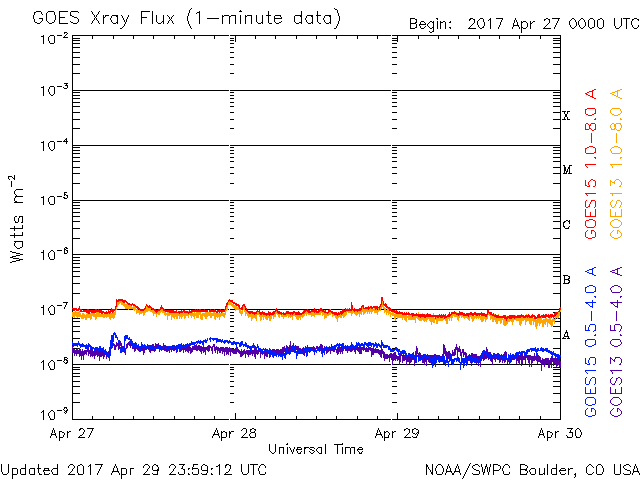 GOES Xray Flux (1-minute data)
Begin: 2017 Apr 27 0000 UTC
10-2
10-3
10-4
10-5
10-6
10-7
10-8
10-9
Watts m-2
X
M
C
B
A
GOES15 1.0-8.0 A
GOES13 1.0-8.0 A
GOES15 0.5-4.0 A
GOES13 0.5-4.0 A
Apr 27
Apr 28
Apr 29
Apr 30
Universal Time
Updated 2017 Apr 29 23:59:12 UTC
NOAA/SWPC Boulder, CO USA